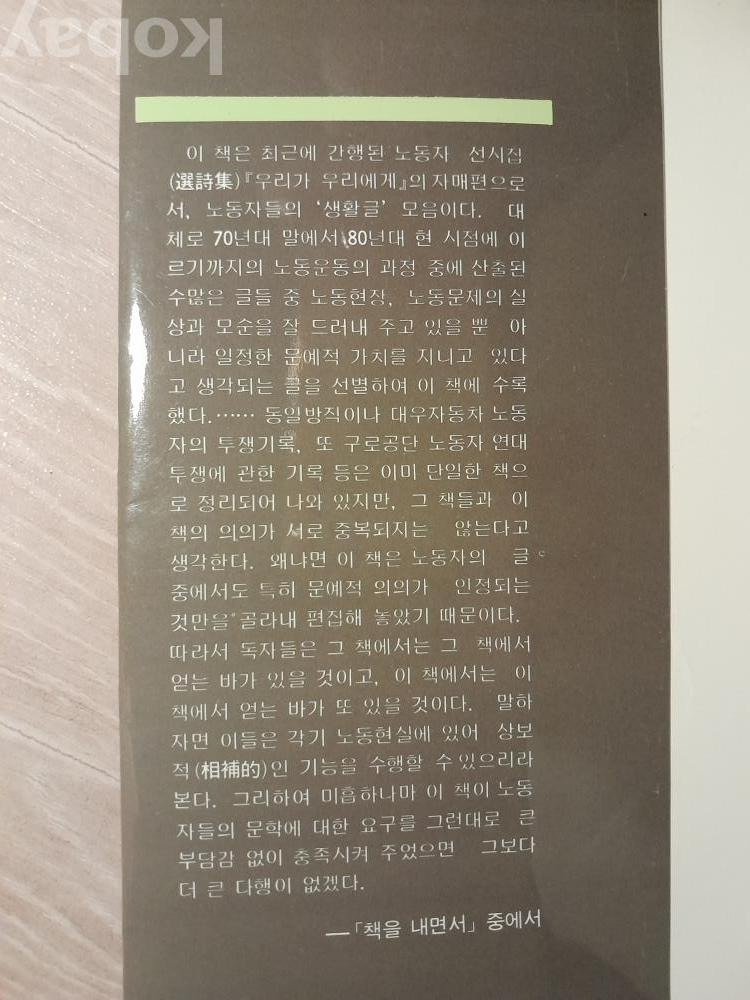 kobay
이 책은 최근에 간행된 노동자 선시집
(選詩集)『우리가 우리에게』의 자매편으로
서, 노동자들의 ‘생활글’ 모음이다. 대
체로 70년대 말에서 80년대 현 시점에 이
르기까지의 노동운동의 과정 중에 산출된
수많은 글들 중 노동현장, 노동문제의 실
상과 모순을 잘 드러내 주고 있을 뿐 아
니라 일정한 문예적 가치를 지니고 있다
고 생각되는 글을 선별하여 이 책에 수록
했다.…… 동일방직이나 대우자동차 노동
자의 투쟁기록, 또 구로공단 노동자 연대
투쟁에 관한 기록 등은 이미 단일한 책으
로 정리되어 나와 있지만, 그 책들과 이
책의 의의가 서로 중복되지는 않는다고
생각한다. 왜냐면 이 책은 노동자의 글
중에서도 특히 문예적 의의가 인정되는
것만을 골라내 편집해 놓았기 때문이다.
따라서 독자들은 그 책에서는 그 책에서
얻는 바가 있을 것이고, 이 책에서는 이
책에서 얻는 바가 또 있을 것이다. 말하
자면 이들은 각기 노동현실에 있어 상보
적(相補的)인 기능을 수행할 수 있으리라
본다. 그리하여 미흡하나마 이 책이 노동
자들의 문학에 대한 요구를 그런대로 큰
부담감 없이 충족시켜 주었으면 그보다
더 큰 다행이 없겠다.
—「책을 내면서」 중에서